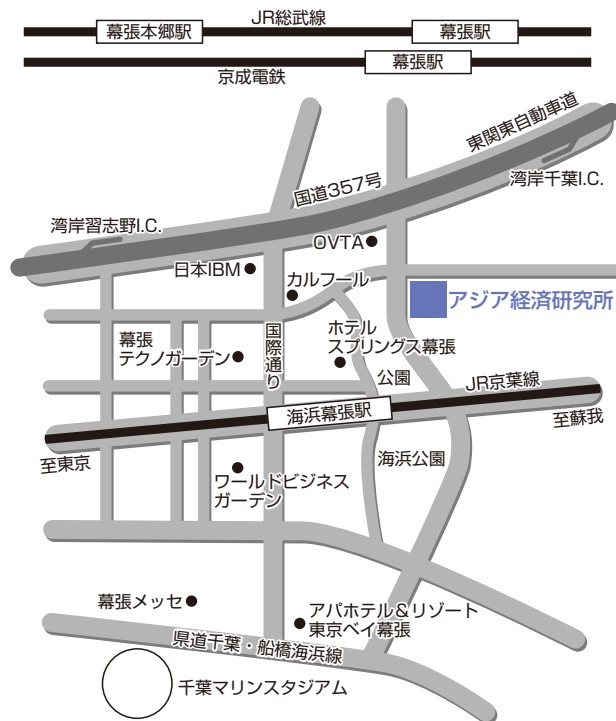 JR総武線
幕張本郷駅
幕張駅
幕張駅
京成電鉄
東関東自動車道
国道357号
湾岸千葉I.C.
湾岸習志野I.C.
OVTA
日本IBM
カルフール
アジア経済研究所
幕張
テクノガーデン
国際通り
ホテル
スプリングス幕張
公園
JR京葉線
海浜幕張駅
至蘇我
至東京
海浜公園
ワールドビジネス
ガーデン
幕張メッセ
アパホテル&リゾート
東京ベイ幕張
県道千葉・船橋海浜線
千葉マリンスタジアム